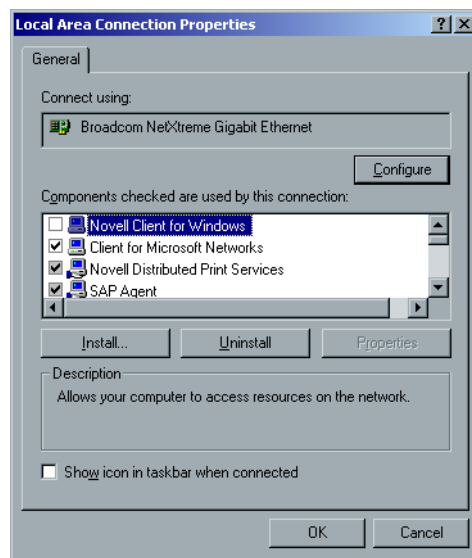 Local Area Connection Properties
General
Connect using:
Broadcom NetXtreme Gigabit Ethernet
Configure
Components checked are used by this connection:
Novell Client for Windows
Client for Microsoft Networks
Novell Distributed Print Services
SAP Agent
Install... Uninstall Properties
Description
Allows your computer to access resources on the network.
Show icon in taskbar when connected
OK Cancel